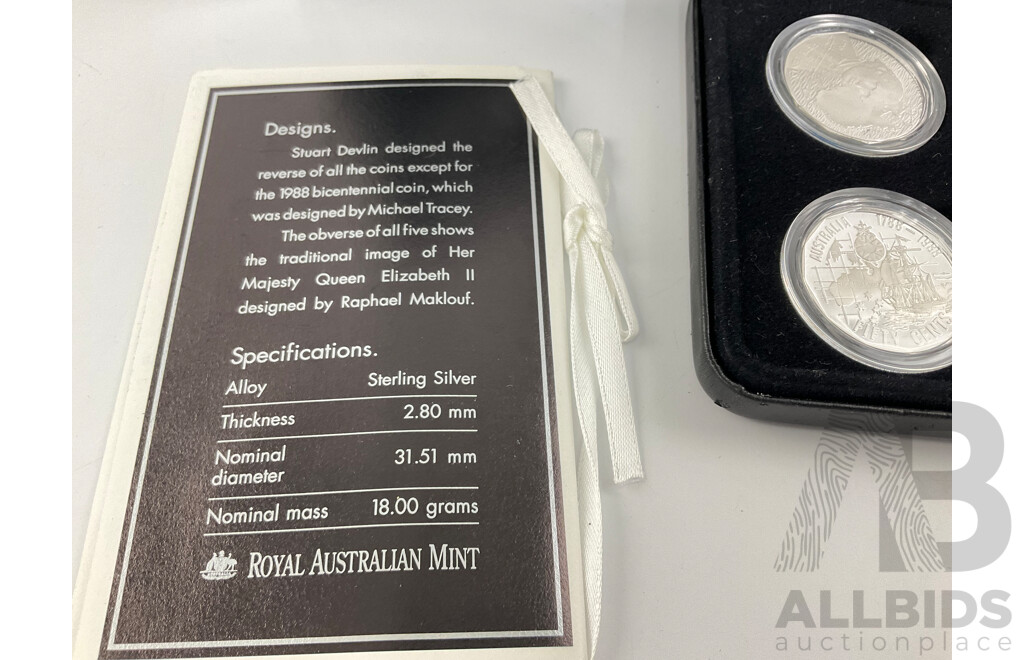 Designs.
Stuart Devlin designed the
reverse of all the coins except for
the 1988 bicentennial coin, which
was designed by Michael Tracey.
The obverse of all five shows
the traditional image of Her
Majesty Queen Elizabeth II
designed by Raphael Maklouf.
Specifications.
Alloy Sterling Silver
Thickness 2.80 mm
Nominal
diameter 31.51 mm
Nominal mass 18.00 grams
ROYAL AUSTRALIAN MINT
AUSTRALIA 1788 - 1988
FIFTY CENTS
AB
ALLBIDS
auctionplace